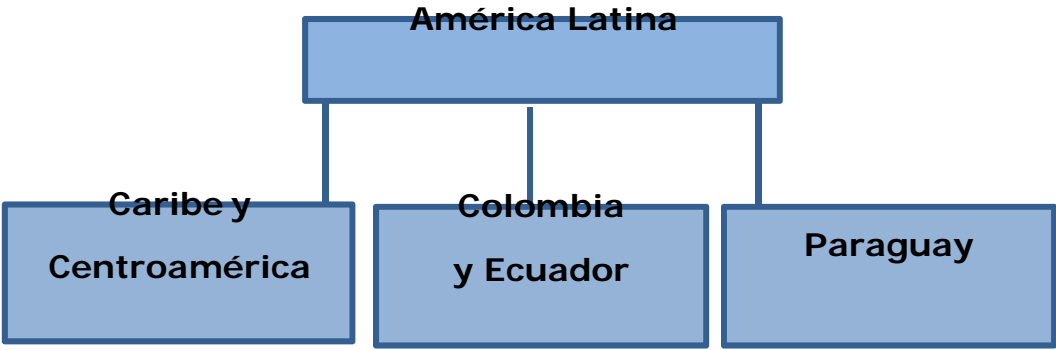 América Latina
Caribe y
Centroamérica
Colombia
y Ecuador
Paraguay